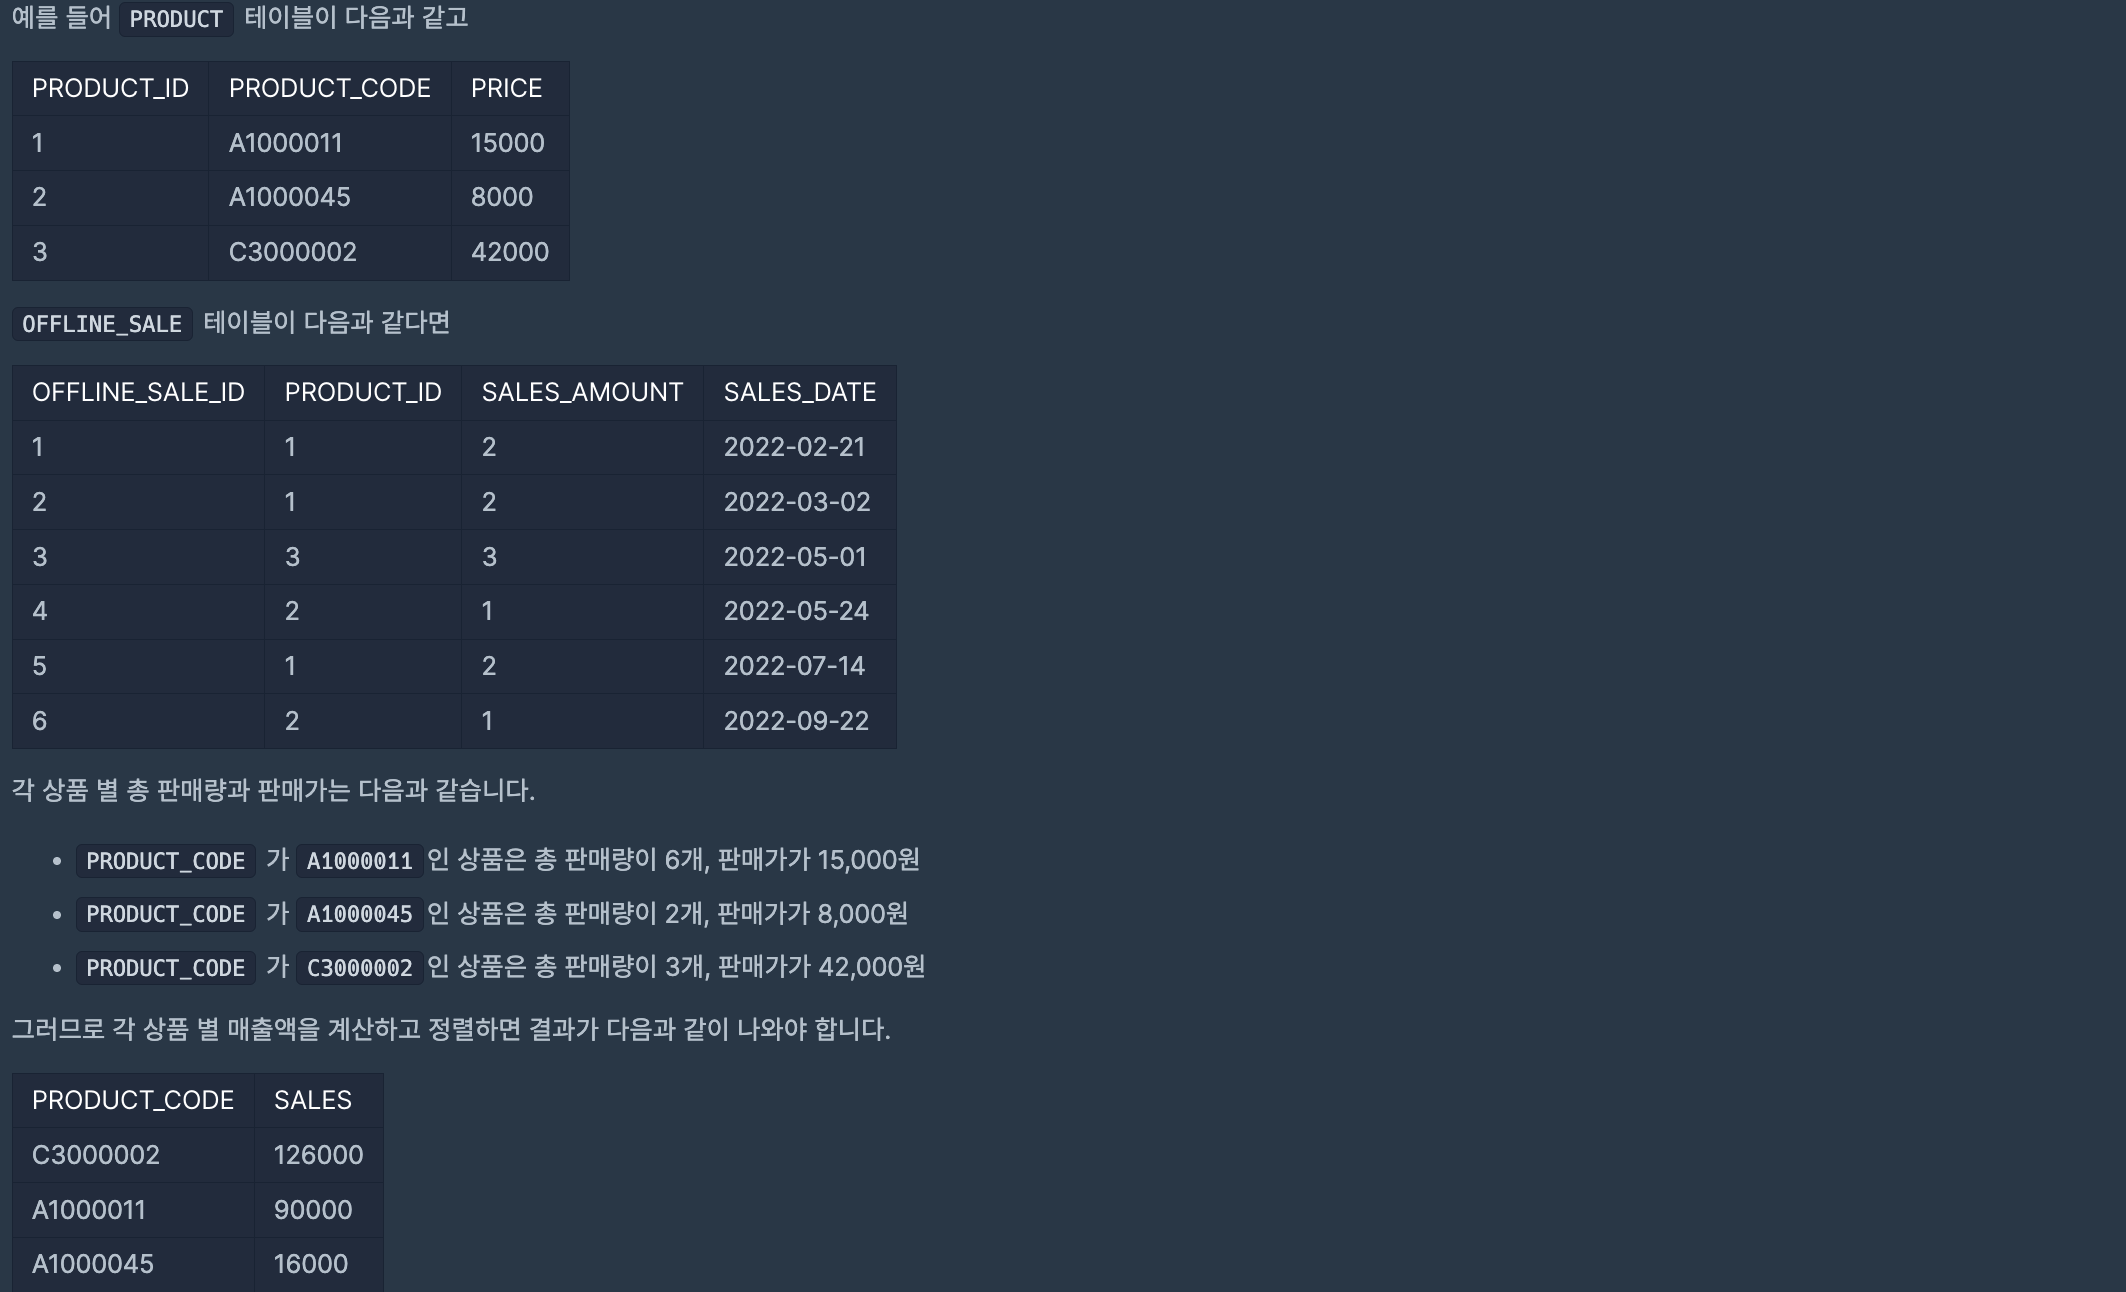 예를 들어 PRODUCT 테이블이 다음과 같고
PRODUCT_ID PRODUCT_CODE PRICE
1 A1000011 15000
2 A1000045 8000
3 C3000002 42000
OFFLINE_SALE 테이블이 다음과 같다면
OFFLINE_SALE_ID PRODUCT_ID SALES_AMOUNT SALES_DATE
1 1 2 2022-02-21
2 1 2 2022-03-02
3 3 3 2022-05-01
4 2 1 2022-05-24
5 1 2 2022-07-14
6 2 1 2022-09-22
각 상품 별 총 판매량과 판매가는 다음과 같습니다.
• PRODUCT_CODE 가 A1000011 인 상품은 총 판매량이 6개, 판매가가 15,000원
• PRODUCT_CODE 가 A1000045 인 상품은 총 판매량이 2개, 판매가가 8,000원
• PRODUCT_CODE 가 C3000002 인 상품은 총 판매량이 3개, 판매가가 42,000원
그러므로 각 상품 별 매출액을 계산하고 정렬하면 결과가 다음과 같이 나와야 합니다.
PRODUCT_CODE SALES
C3000002 126000
A1000011 90000
A1000045 16000